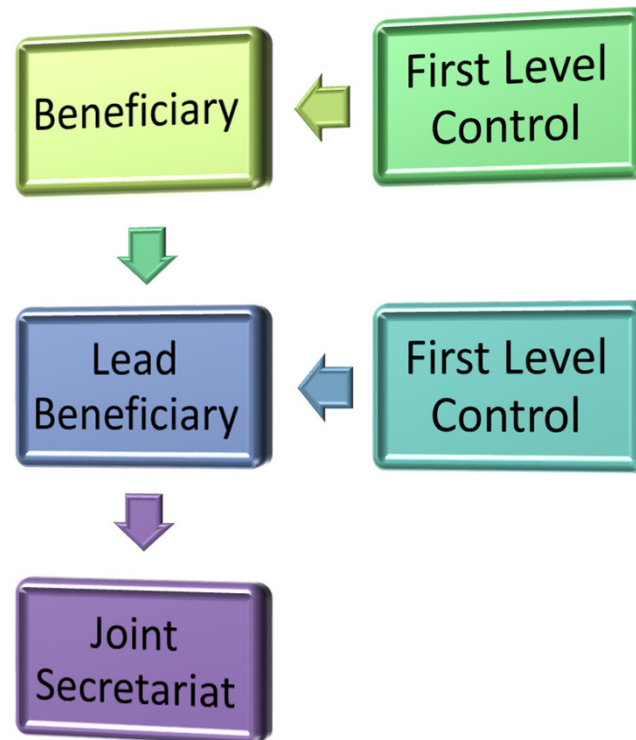 Beneficiary
First Level
Control
Lead
Beneficiary
First Level
Control
Joint
Secretariat